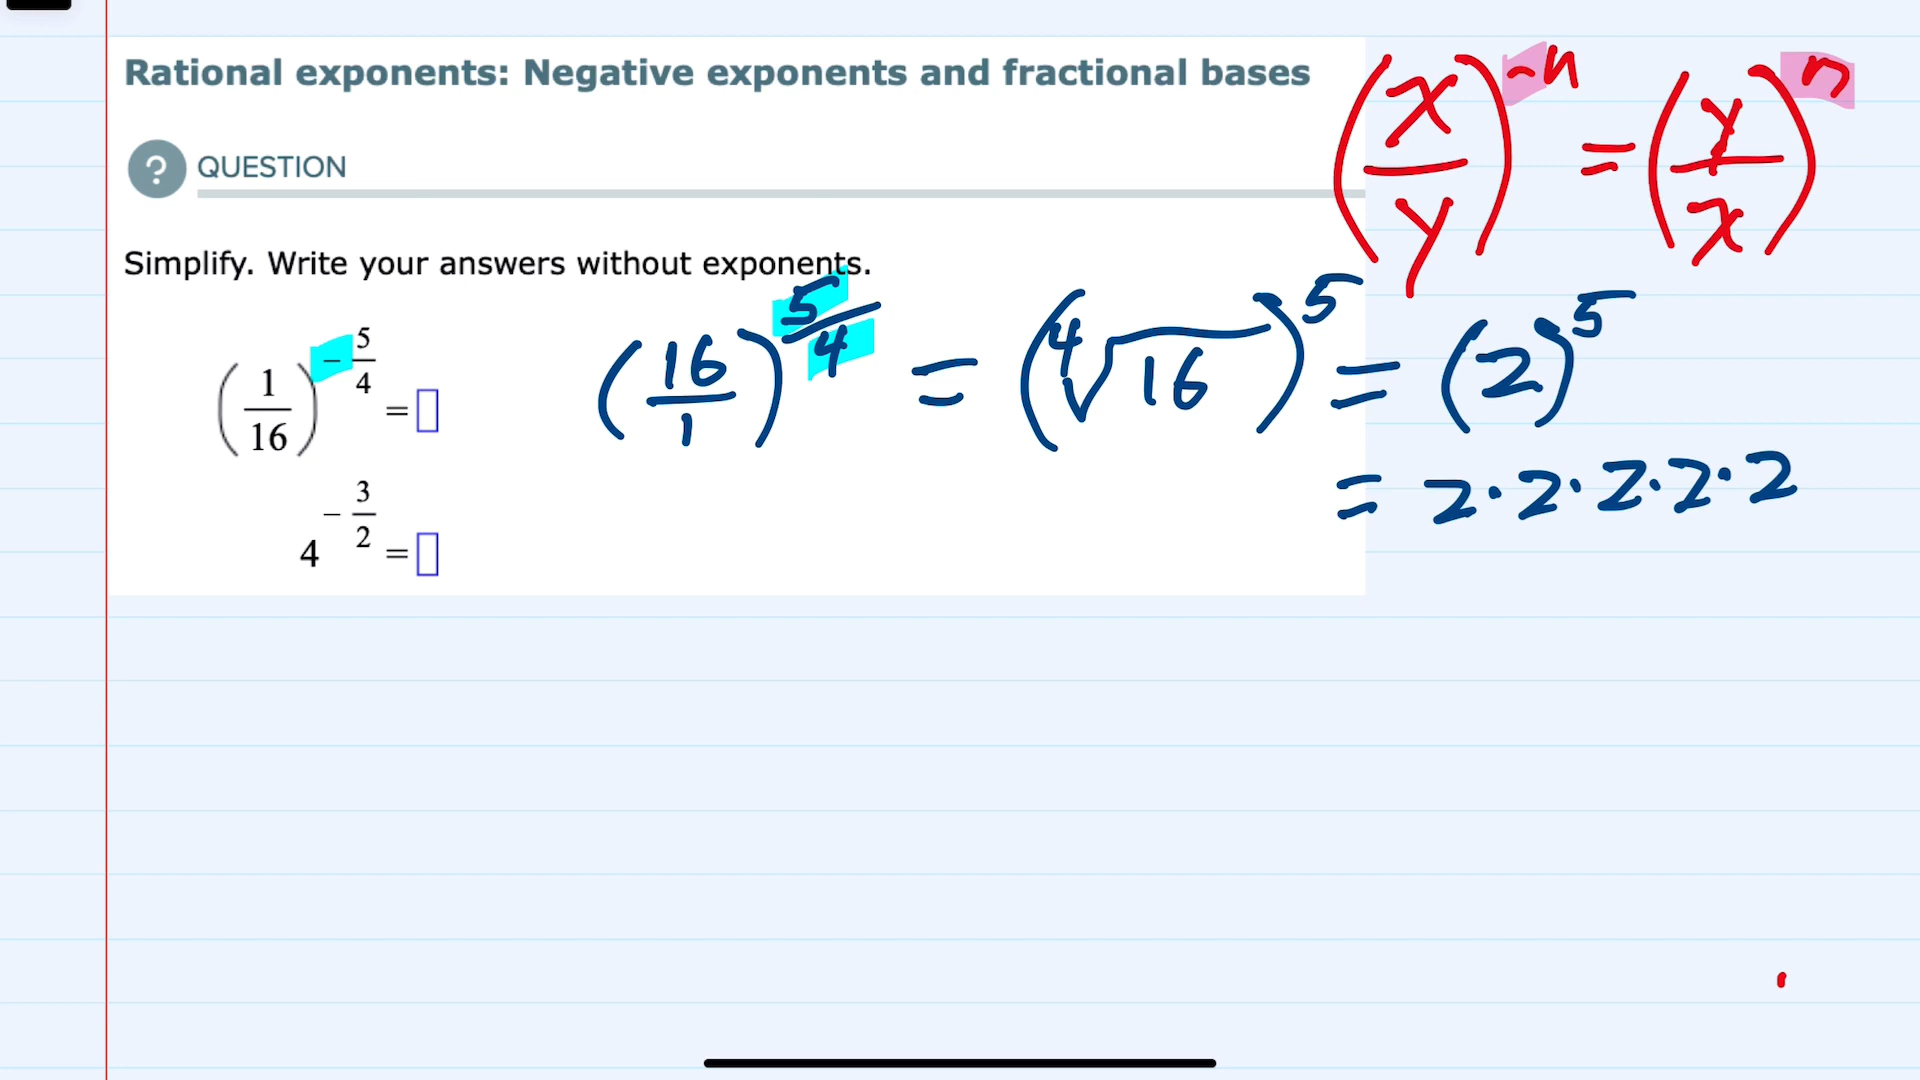 Rational exponents: Negative exponents and fractional bases
(x/y)^-n = (y/x)^n
? QUESTION
Simplify. Write your answers without exponents.
(1/16)^(-5/4) = □
(16/1)^(5/4) = (⁴√16)^5 = (2)^5
= 2·2·2·2·2
4^(-3/2) = □